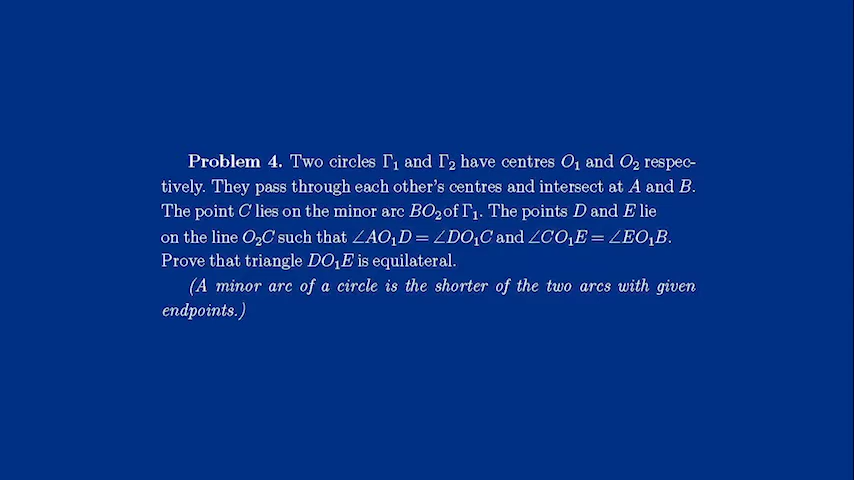 Problem 4. Two circles Γ₁ and Γ₂ have centres O₁ and O₂ respec-
tively. They pass through each other's centres and intersect at A and B.
The point C lies on the minor arc BO₂ of Γ₁. The points D and E lie
on the line O₂C such that ∠AO₁D = ∠DO₁C and ∠CO₁E = ∠EO₁B.
Prove that triangle DO₁E is equilateral.
(A minor arc of a circle is the shorter of the two arcs with given
endpoints.)